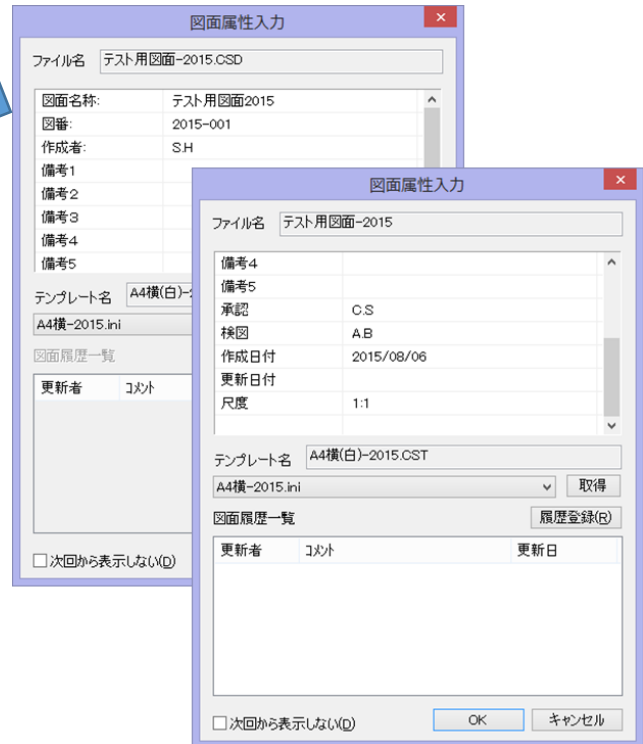 図面属性入力
ファイル名 テスト用図面-2015.CSD
図面名称: テスト用図面2015
図番: 2015-001
作成者: S.H
備考1
備考2
備考3
備考4
備考5
テンプレート名 A4横(白)-2
A4横-2015.ini
図面履歴一覧
更新者 コメント
次回から表示しない(D)
図面属性入力
ファイル名 テスト用図面-2015
備考4
備考5
承認 C.S
検図 A.B
作成日付 2015/08/06
更新日付
尺度 1:1
テンプレート名 A4横(白)-2015.CST
A4横-2015.ini 取得
図面履歴一覧 履歴登録(R)
更新者 コメント 更新日
次回から表示しない(D) OK キャンセル